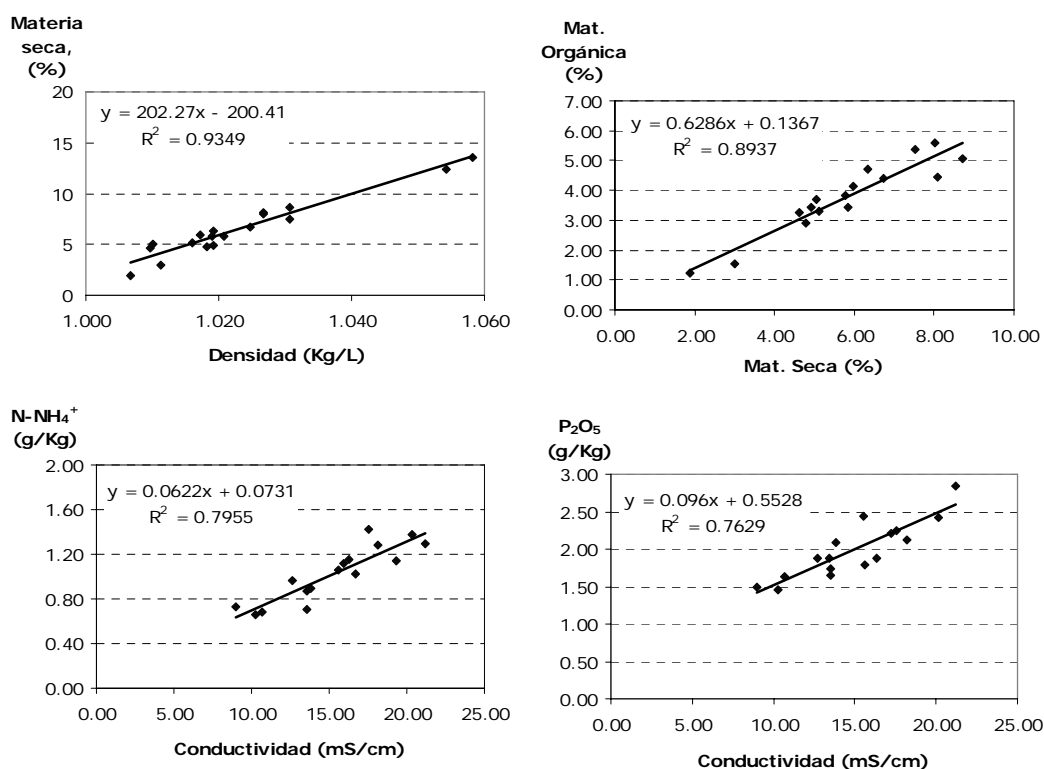 Materia
seca,
(%)
20
15
10
5
0
y = 202.27x - 200.41
R² = 0.9349
1.000 1.020 1.040 1.060
Densidad (Kg/L)
Mat.
Orgánica
(%)
7.00
6.00
5.00
4.00
3.00
2.00
1.00
0.00
y = 0.6286x + 0.1367
R² = 0.8937
0.00 2.00 4.00 6.00 8.00 10.00
Mat. Seca (%)
N-NH₄⁺
(g/Kg)
2.00
1.60
1.20
0.80
0.40
0.00
y = 0.0622x + 0.0731
R² = 0.7955
0.00 5.00 10.00 15.00 20.00 25.00
Conductividad (mS/cm)
P₂O₅
(g/Kg)
3.00
2.50
2.00
1.50
1.00
0.50
0.00
y = 0.096x + 0.5528
R² = 0.7629
0.00 5.00 10.00 15.00 20.00 25.00
Conductividad (mS/cm)